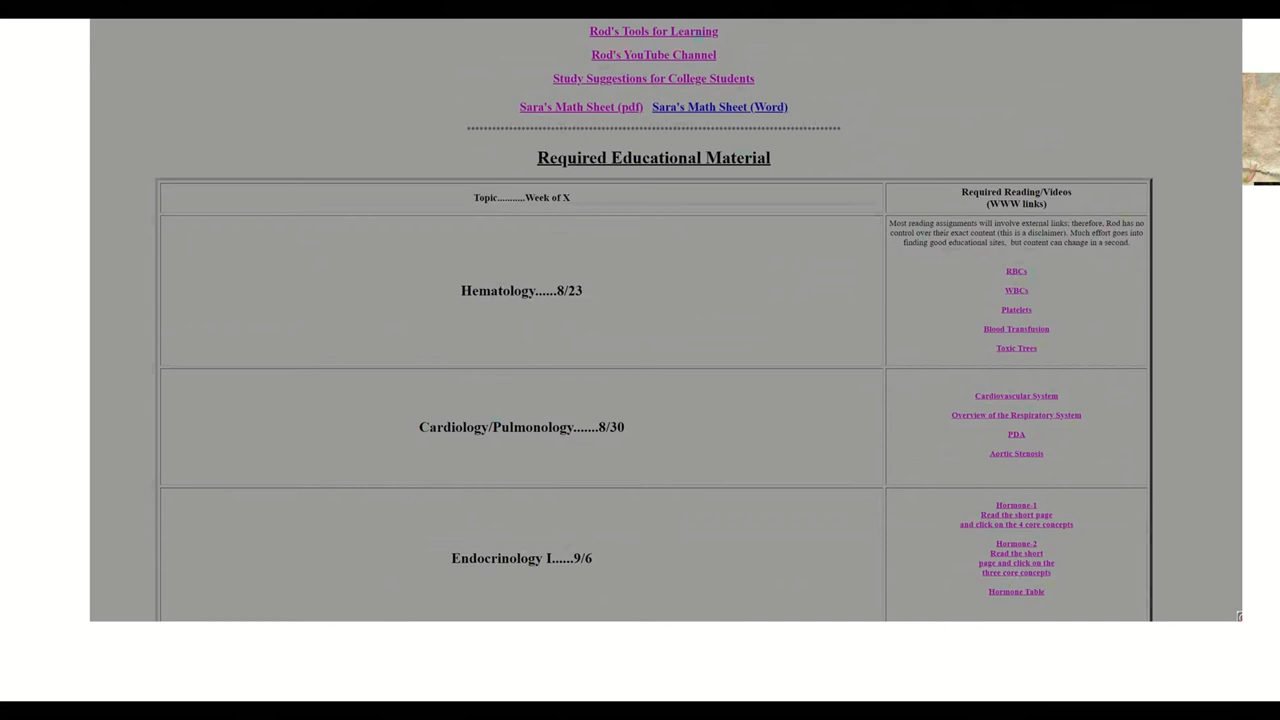 Rod's Tools for Learning
Rod's YouTube Channel
Study Suggestions for College Students
Sara's Math Sheet (pdf) Sara's Math Sheet (Word)
*****************************************************************************************
Required Educational Material
Topic...........Week of X
Required Reading/Videos
(WWW links)
Hematology......8/23
Most reading assignments will involve external links; therefore, Rod has no
control over their exact content (this is a disclaimer). Much effort goes into
finding good educational sites, but content can change in a second.
RBCs
WBCs
Platelets
Blood Transfusion
Toxic Trees
Cardiology/Pulmonology.......8/30
Cardiovascular System
Overview of the Respiratory System
PDA
Aortic Stenosis
Endocrinology I......9/6
Hormone-1
Read the short page
and click on the 4 core concepts
Hormone-2
Read the short
page and click on the
three core concepts
Hormone Table